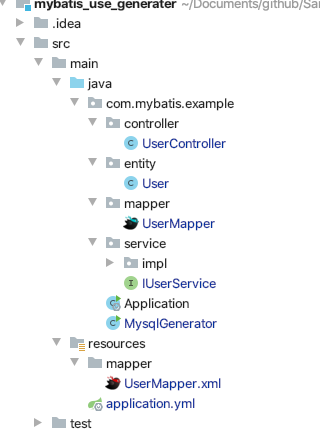 mybatis_use_generater ~/Documents/github/Sa
.idea
src
main
java
com.mybatis.example
controller
UserController
entity
User
mapper
UserMapper
service
impl
IUserService
Application
MysqlGenerator
resources
mapper
UserMapper.xml
application.yml
test